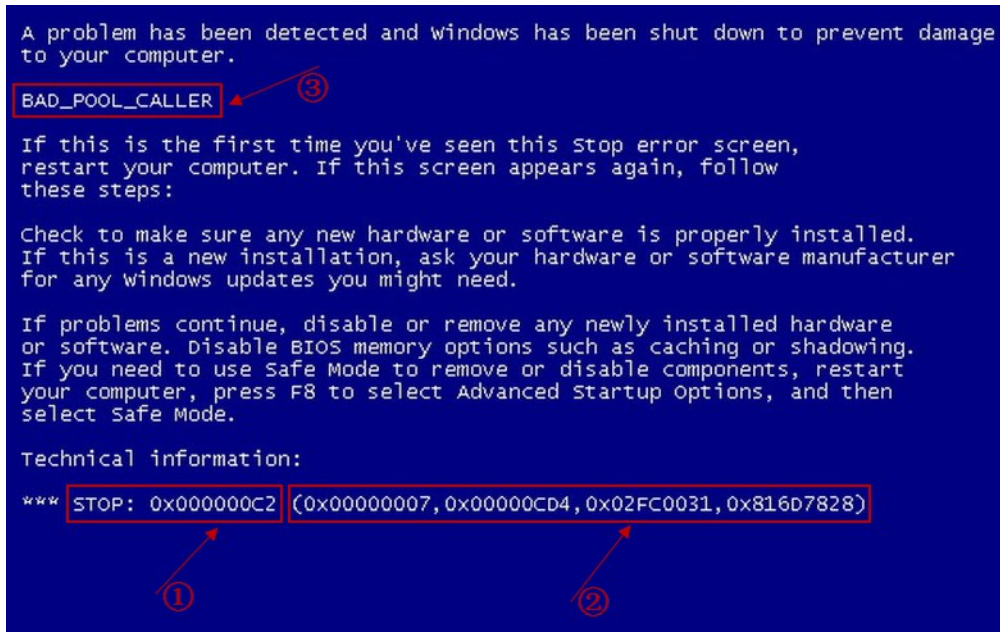 A problem has been detected and Windows has been shut down to prevent damage
to your computer.
③
BAD_POOL_CALLER
If this is the first time you've seen this Stop error screen,
restart your computer. If this screen appears again, follow
these steps:
Check to make sure any new hardware or software is properly installed.
If this is a new installation, ask your hardware or software manufacturer
for any Windows updates you might need.
If problems continue, disable or remove any newly installed hardware
or software. Disable BIOS memory options such as caching or shadowing.
If you need to use Safe Mode to remove or disable components, restart
your computer, press F8 to select Advanced Startup Options, and then
select Safe Mode.
Technical information:
*** STOP: 0x000000C2 (0x00000007,0x00000CD4,0x02FC0031,0x816D7828)
① ②